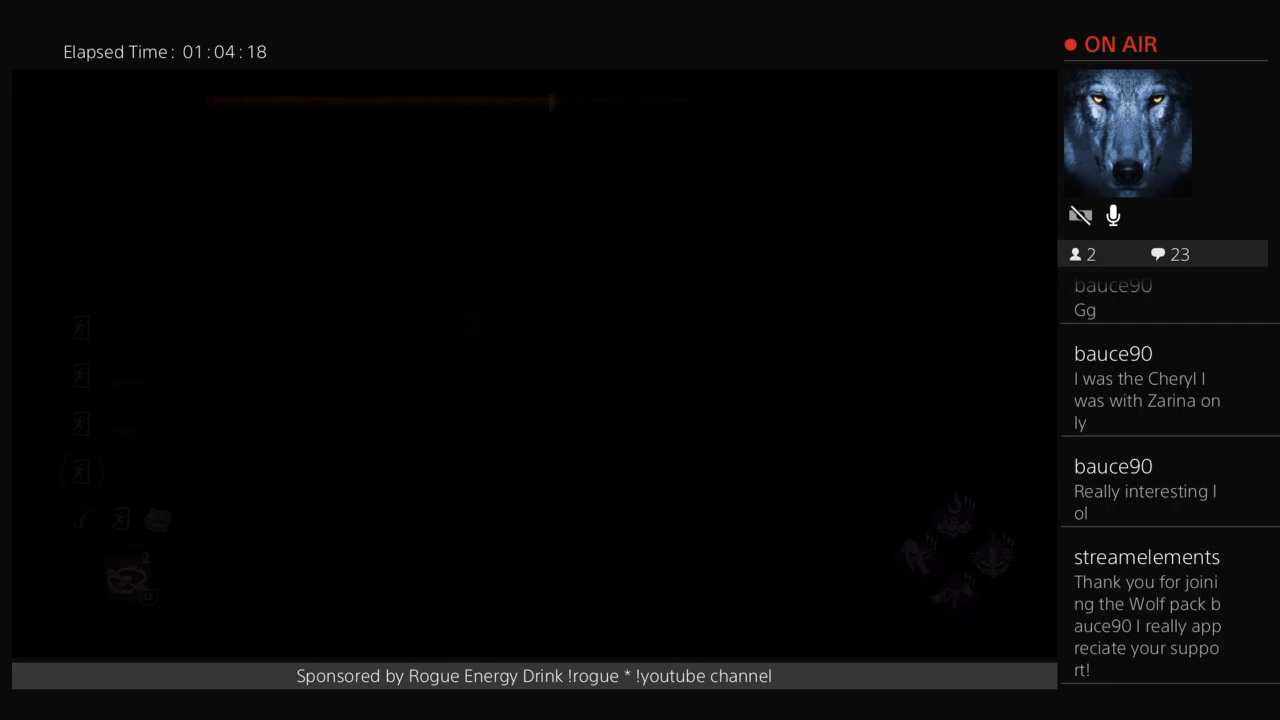 Elapsed Time: 01:04:18
ON AIR
2
23
bauce90
Gg
bauce90
I was the Cheryl I
was with Zarina on
ly
bauce90
Really interesting l
ol
streamelements
Thank you for joini
ng the Wolf pack b
auce90 I really app
reciate your suppo
rt!
2
Sponsored by Rogue Energy Drink !rogue * !youtube channel